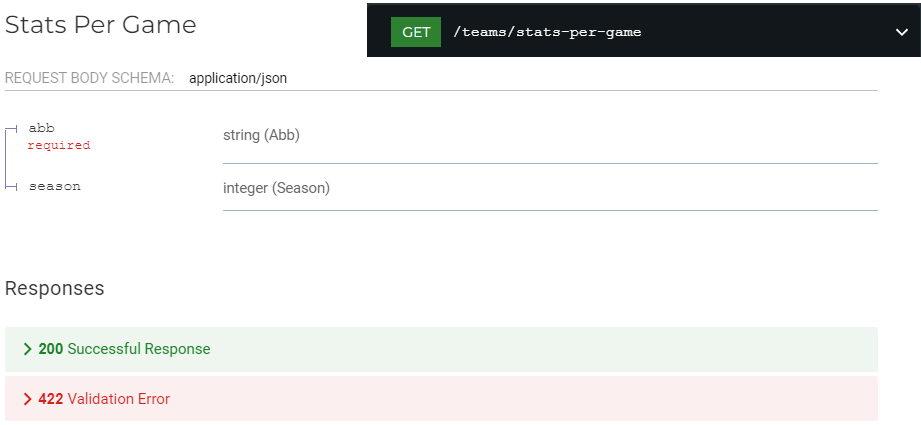 Stats Per Game
GET /teams/stats-per-game
REQUEST BODY SCHEMA: application/json
abb
required
string (Abb)
season
integer (Season)
Responses
200 Successful Response
422 Validation Error